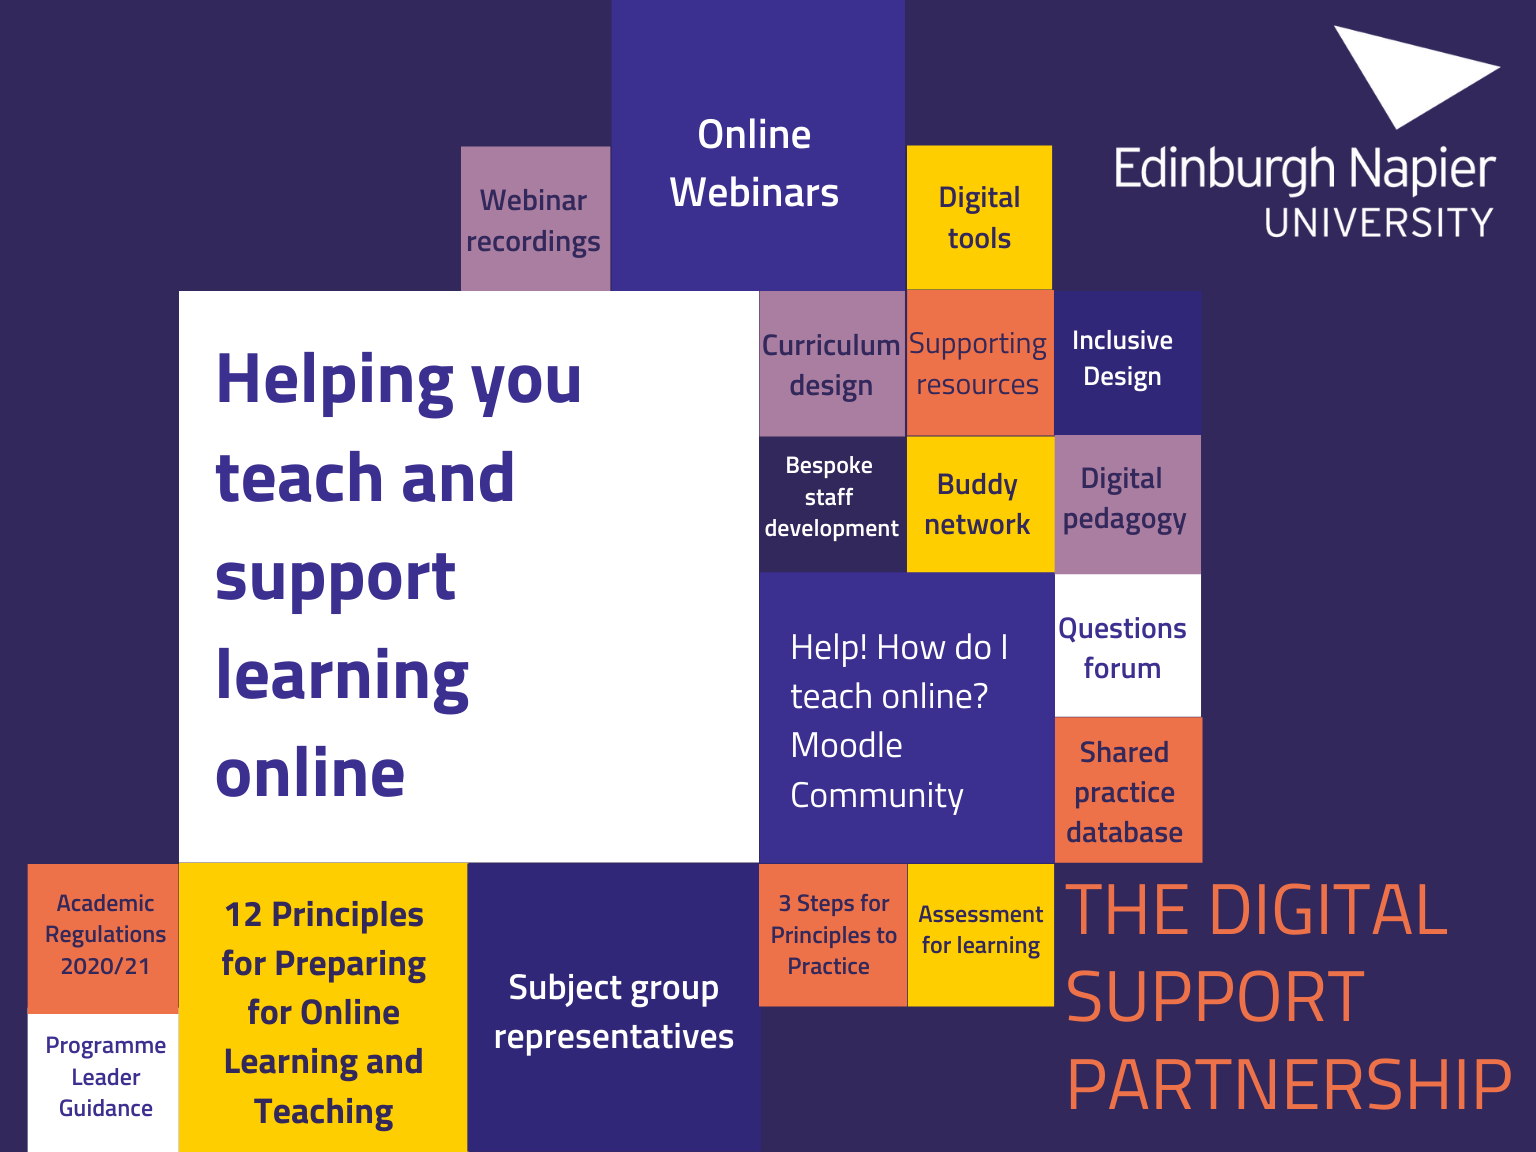 Online
Webinars
Webinar
recordings
Digital
tools
Edinburgh Napier
UNIVERSITY
Helping you
teach and
support
learning
online
Curriculum
design
Supporting
resources
Inclusive
Design
Bespoke
staff
development
Buddy
network
Digital
pedagogy
Help! How do I
teach online?
Moodle
Community
Questions
forum
Shared
practice
database
Academic
Regulations
2020/21
Programme
Leader
Guidance
12 Principles
for Preparing
for Online
Learning and
Teaching
Subject group
representatives
3 Steps for
Principles to
Practice
Assessment
for learning
THE DIGITAL
SUPPORT
PARTNERSHIP